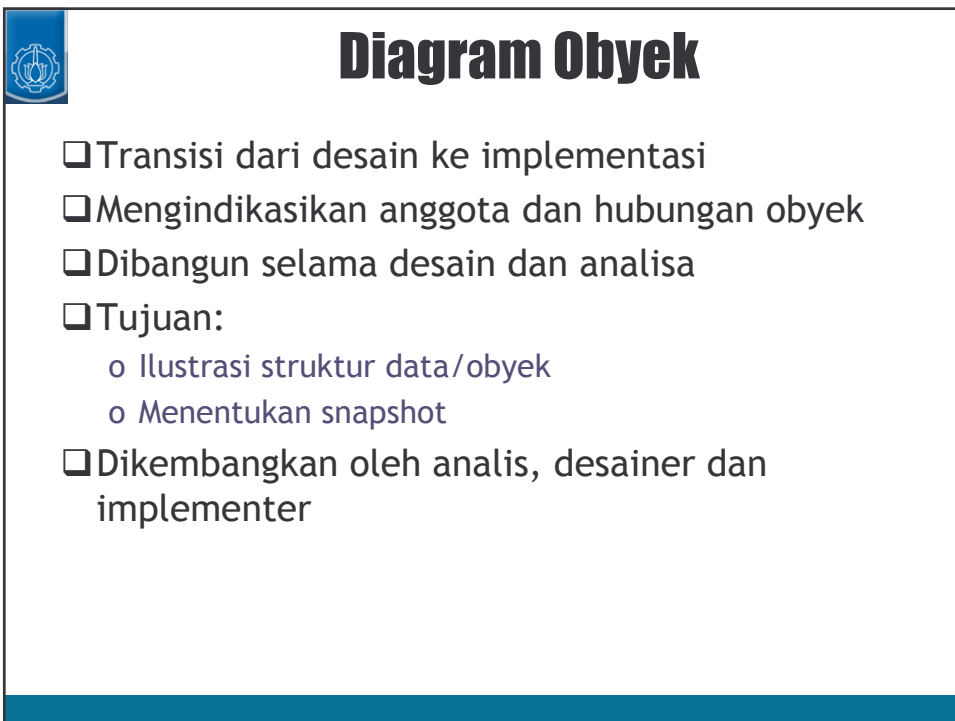 Diagram Obyek
❑Transisi dari desain ke implementasi
❑Mengindikasikan anggota dan hubungan obyek
❑Dibangun selama desain dan analisa
❑Tujuan:
o Ilustrasi struktur data/obyek
o Menentukan snapshot
❑Dikembangkan oleh analis, desainer dan
implementer